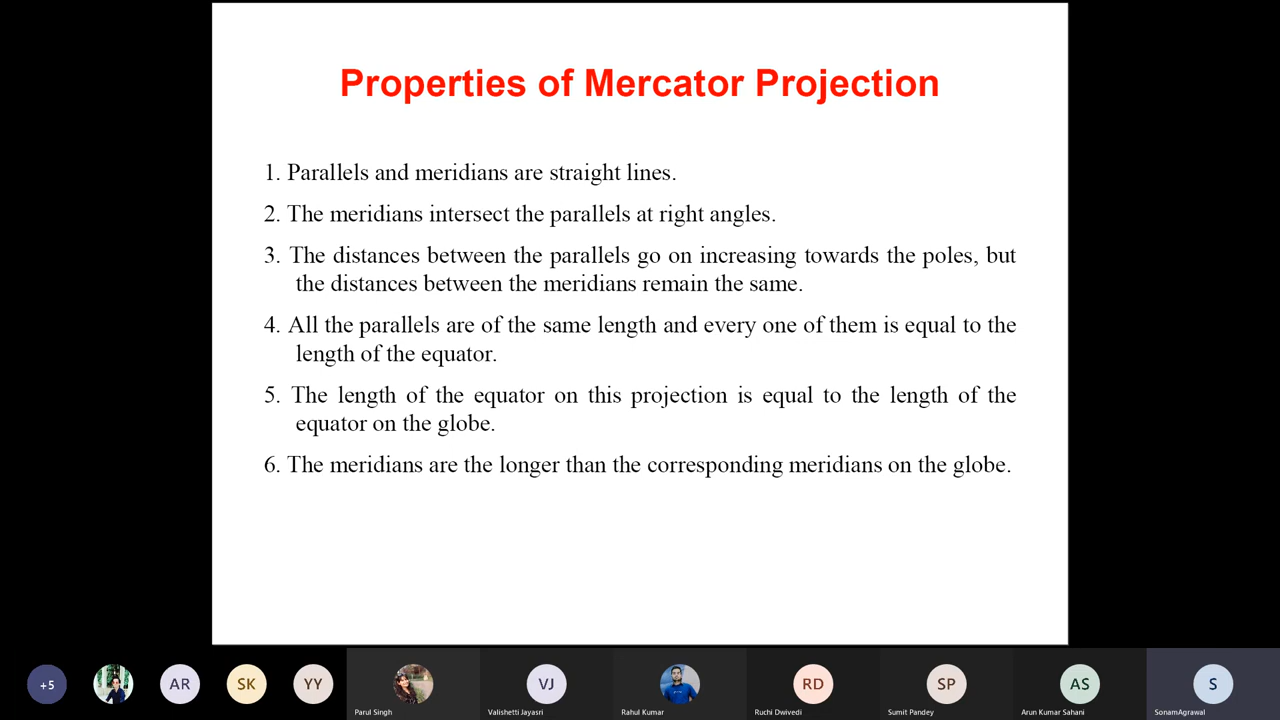 Properties of Mercator Projection
1. Parallels and meridians are straight lines.
2. The meridians intersect the parallels at right angles.
3. The distances between the parallels go on increasing towards the poles, but
the distances between the meridians remain the same.
4. All the parallels are of the same length and every one of them is equal to the
length of the equator.
5. The length of the equator on this projection is equal to the length of the
equator on the globe.
6. The meridians are the longer than the corresponding meridians on the globe.
+5
AR
SK
YY
VJ
RD
SP
AS
S
Parul Singh
Valishetti Jayasri
Rahul Kumar
Ruchi Dwivedi
Sumit Pandey
Arun Kumar Sahani
SonamAgrawal